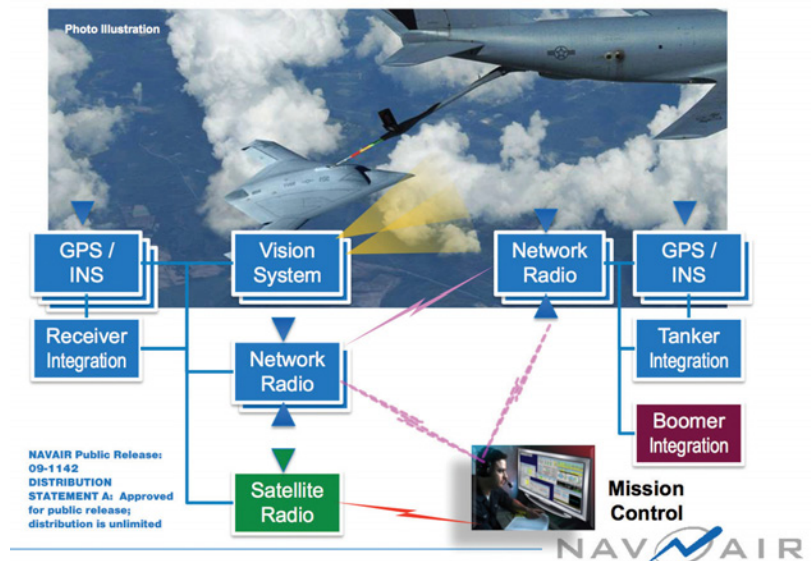 Photo Illustration
GPS /
INS
Vision
System
Network
Radio
GPS /
INS
Receiver
Integration
Network
Radio
Tanker
Integration
Boomer
Integration
NAVAIR Public Release:
09-1142
DISTRIBUTION
STATEMENT A: Approved
for public release;
distribution is unlimited
Satellite
Radio
Mission
Control
NAVAIR